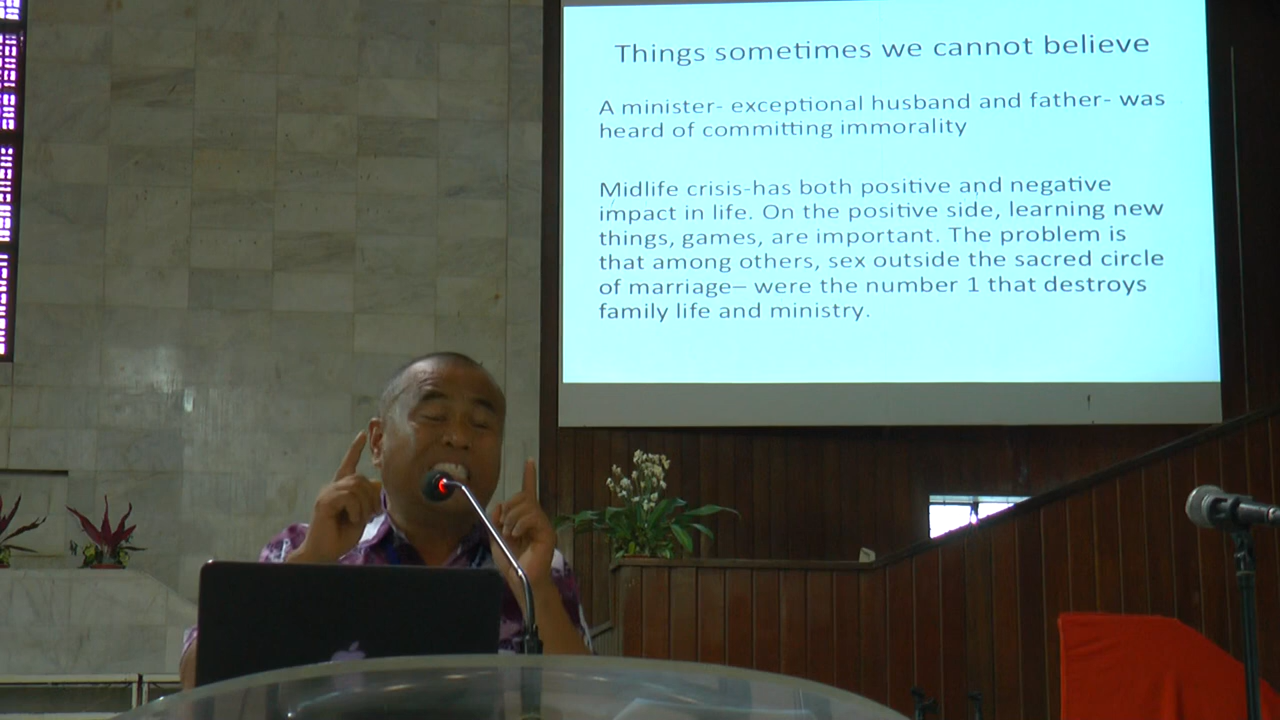 Things sometimes we cannot believe
A minister- exceptional husband and father- was
heard of committing immorality
Midlife crisis-has both positive and negative
impact in life. On the positive side, learning new
things, games, are important. The problem is
that among others, sex outside the sacred circle
of marriage– were the number 1 that destroys
family life and ministry.